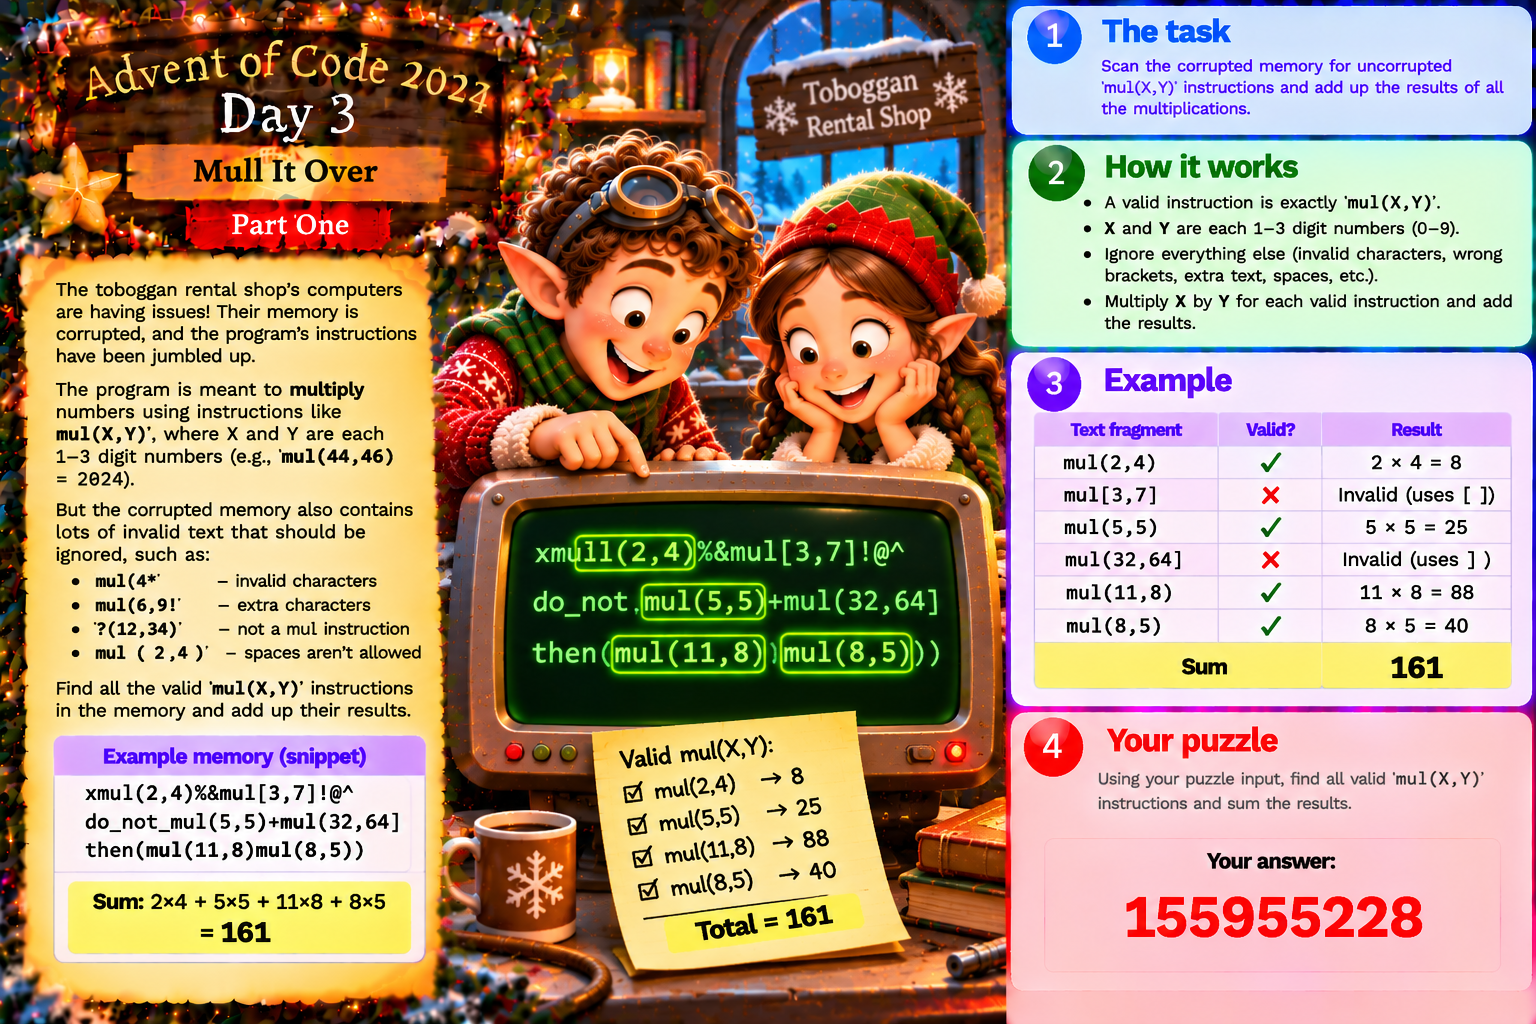 Advent of Code 2024
Day 3
Mull It Over
Part One
The toboggan rental shop's computers
are having issues! Their memory is
corrupted, and the program's instructions
have been jumbled up.
The program is meant to multiply
numbers using instructions like
mul(X,Y)', where X and Y are each
1–3 digit numbers (e.g., 'mul(44,46)
= 2024).
But the corrupted memory also contains
lots of invalid text that should be
ignored, such as:
• mul(4*' – invalid characters
• mul(6,9!' – extra characters
• '?(12,34)' – not a mul instruction
• mul ( 2,4 )' – spaces aren't allowed
Find all the valid 'mul(X,Y)' instructions
in the memory and add up their results.
Example memory (snippet)
xmul(2,4)%&mul[3,7]!@^
do_not_mul(5,5)+mul(32,64]
then(mul(11,8)mul(8,5))
Sum: 2×4 + 5×5 + 11×8 + 8×5
= 161
Toboggan
Rental Shop
xmull(2,4)%&mul[3,7]!@^
do_not.mul(5,5)+mul(32,64]
then(mul(11,8))mul(8,5)))
Valid mul(X,Y):
☑ mul(2,4) → 8
☑ mul(5,5) → 25
☑ mul(11,8) → 88
☑ mul(8,5) → 40
Total = 161
1 The task
Scan the corrupted memory for uncorrupted
'mul(X,Y)' instructions and add up the results of all
the multiplications.
2 How it works
• A valid instruction is exactly 'mul(X,Y)'.
• X and Y are each 1–3 digit numbers (0–9).
• Ignore everything else (invalid characters, wrong
brackets, extra text, spaces, etc.).
• Multiply X by Y for each valid instruction and add
the results.
3 Example
Text fragment Valid? Result
mul(2,4) ✓ 2 × 4 = 8
mul[3,7] ✗ Invalid (uses [ ])
mul(5,5) ✓ 5 × 5 = 25
mul(32,64] ✗ Invalid (uses ] )
mul(11,8) ✓ 11 × 8 = 88
mul(8,5) ✓ 8 × 5 = 40
Sum 161
4 Your puzzle
Using your puzzle input, find all valid 'mul(X,Y)'
instructions and sum the results.
Your answer:
155955228